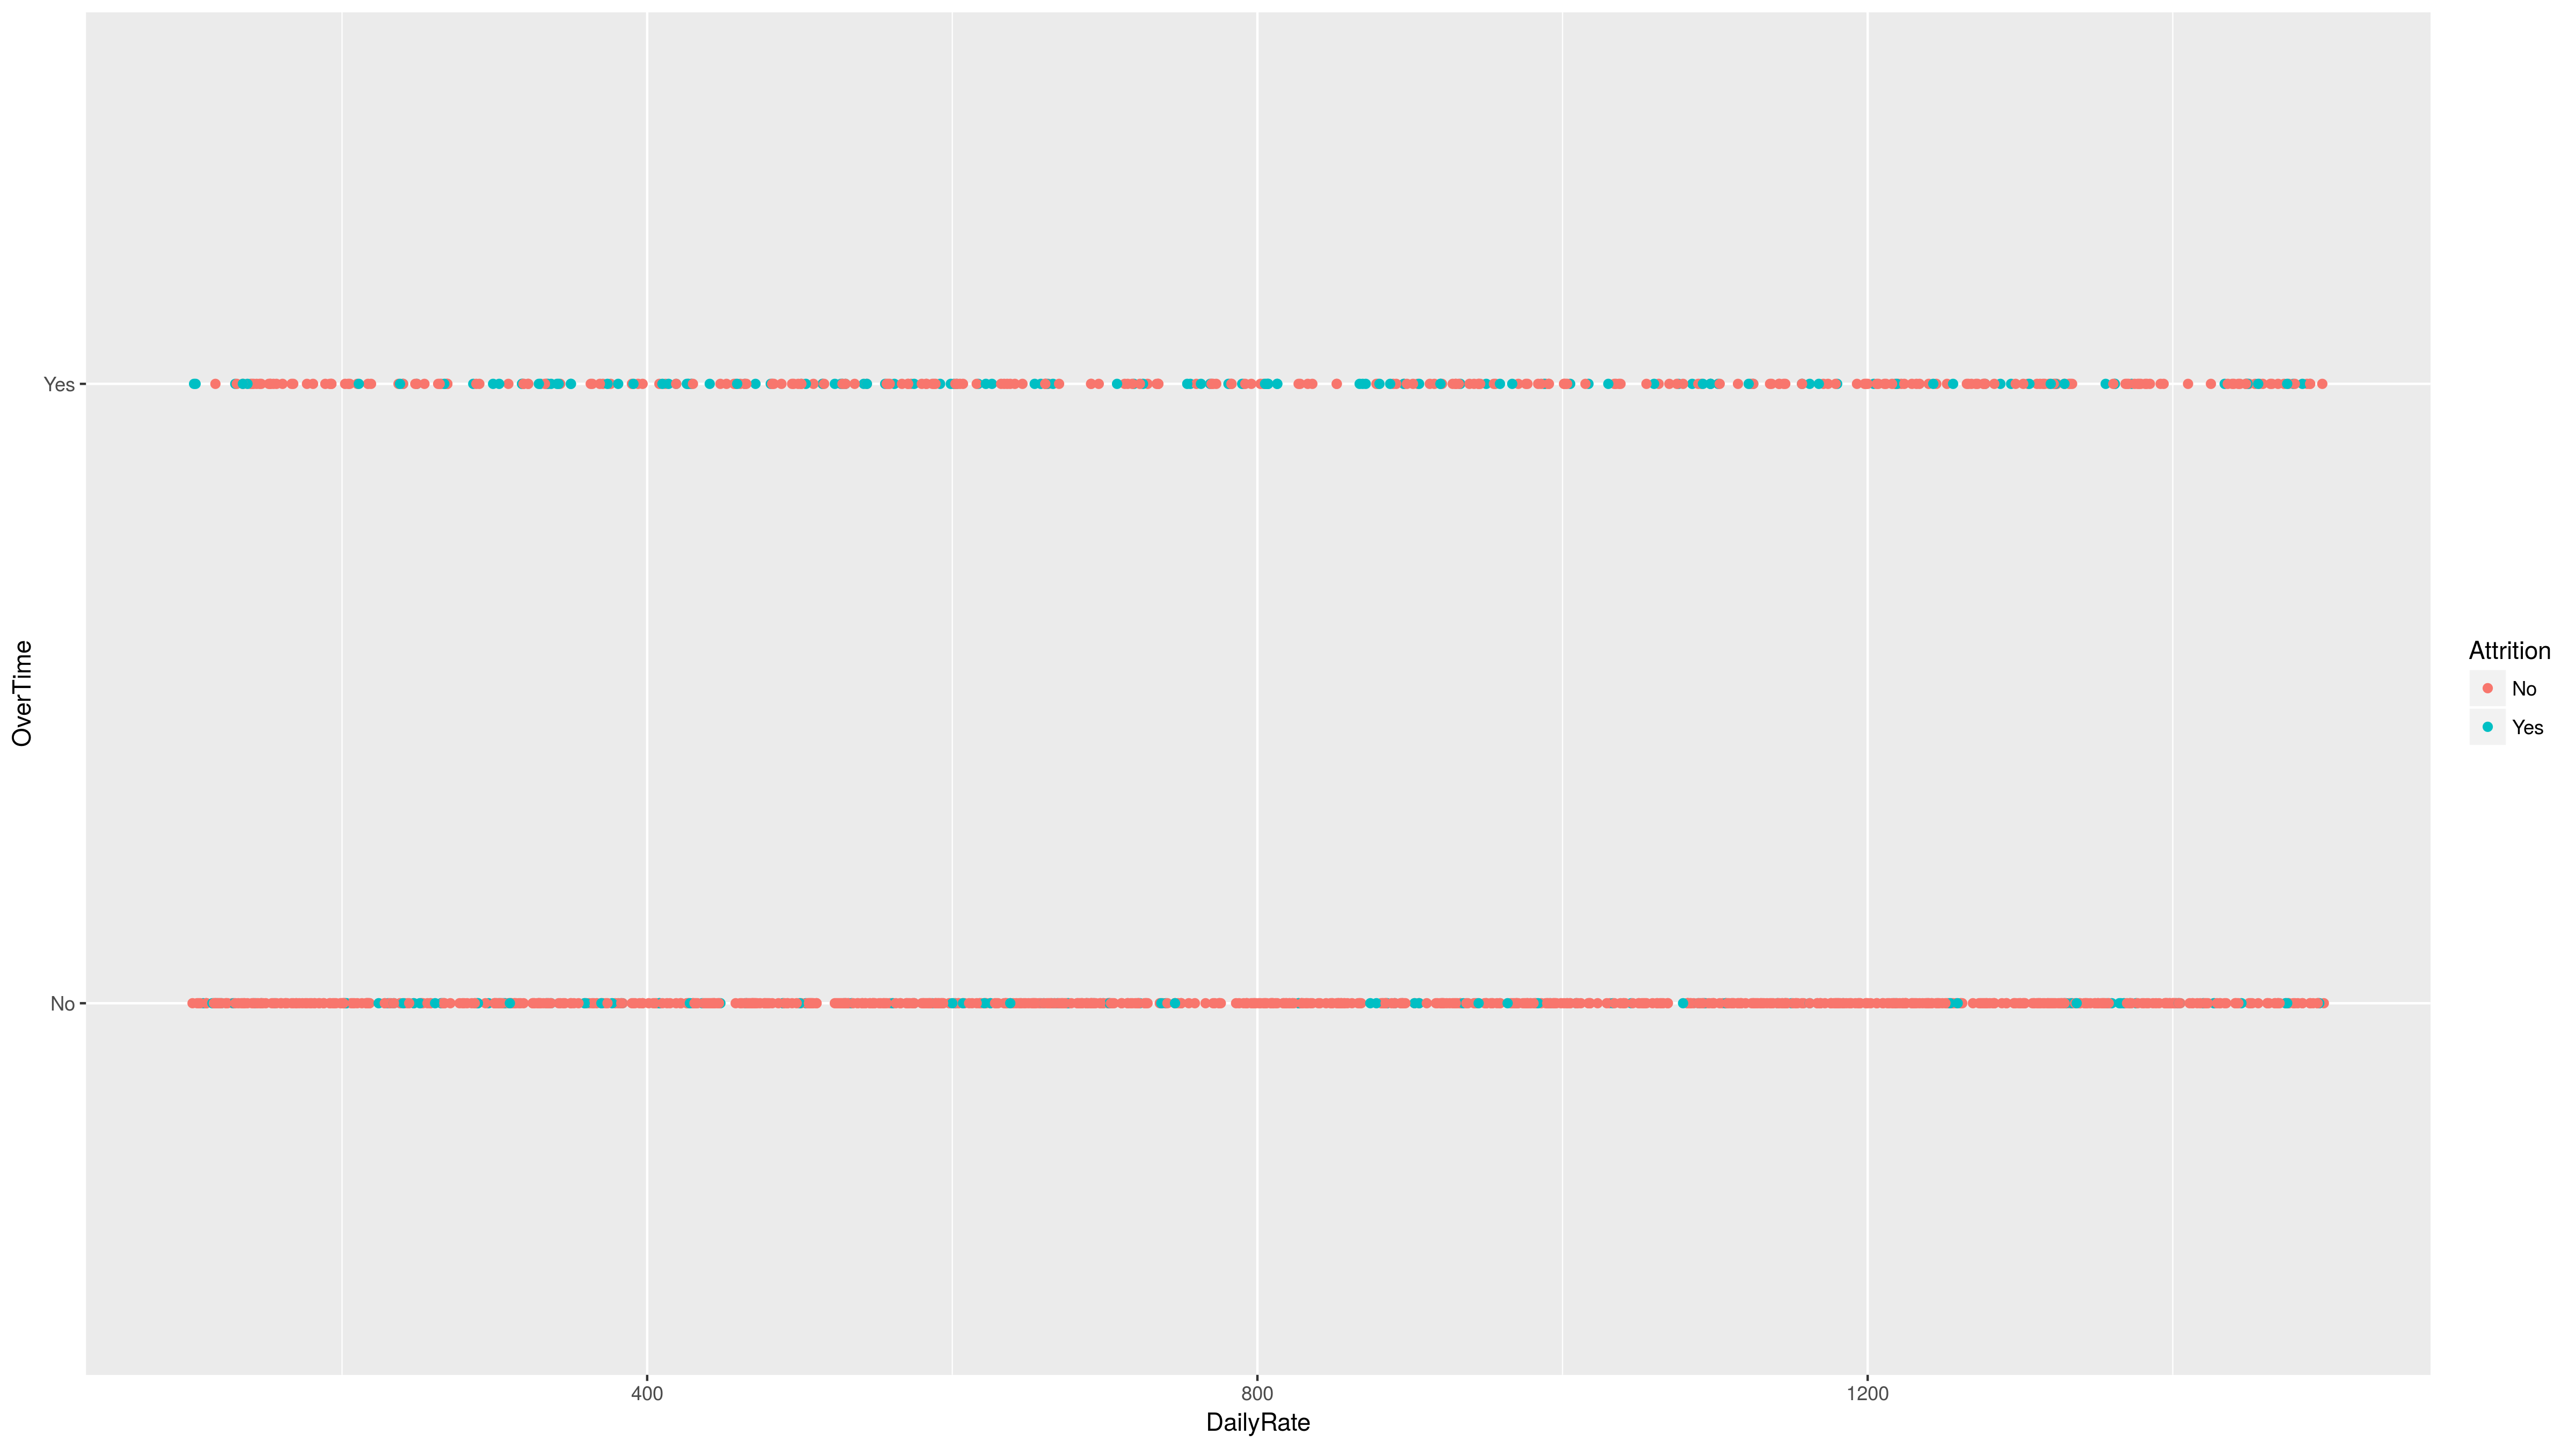 Yes
No
OverTime
400
800
1200
DailyRate
Attrition
No
Yes